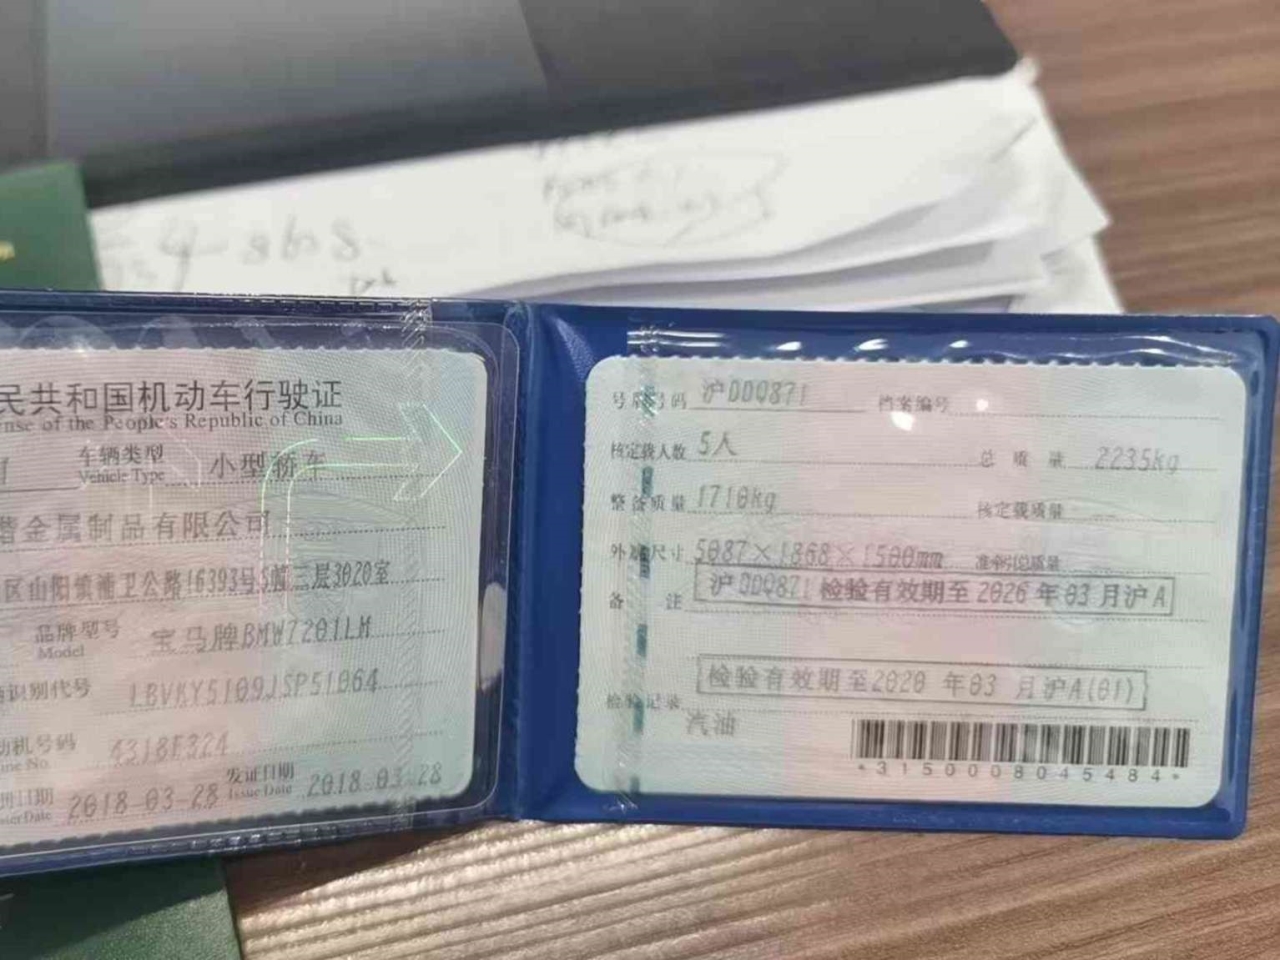 民共和国机动车行驶证
ense of the People's Republic of China
车辆类型 小型轿车
Vehicle Type
金属制品有限公司
区山阳镇浦卫公路16393号5幢三层3020室
品牌型号 宝马牌BMW7201LM
Model
识别代号 LBVKY5109JSP51064
动机号码 4318F324
ine No.
发证日期 2018-03-28
Issue Date
册日期 2018-03-28
ster Date
号牌号码 沪DDQ871 档案编号
核定载人数 5人 总质量 2235kg
整备质量 1710kg 核定载质量
外廓尺寸 5087×1868×1500mm 准牵引总质量
备注 沪DDQ871 检验有效期至2026年03月沪A
检验有效期至2020年03月沪A(01)
检验记录
汽油
*3150008045484*